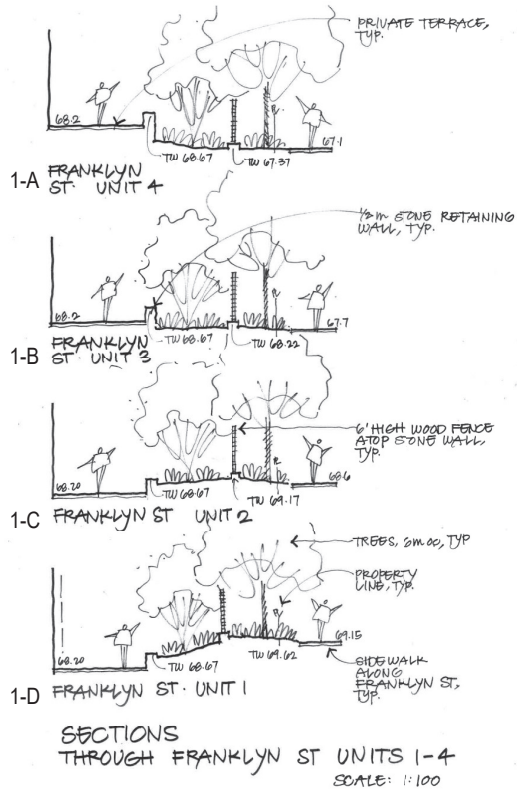 PRIVATE TERRACE,
TYP.
68.2
67.1
TW 68.67
TW 67.37
1-A FRANKLYN
ST. UNIT 4
1/2 m STONE RETAINING
WALL, TYP.
68.2
67.7
TW 68.67
TW 68.22
1-B FRANKLYN
ST UNIT 3
6' HIGH WOOD FENCE
ATOP STONE WALL,
TYP.
68.20
68.6
TW 68.67
TW 69.17
1-C FRANKLYN ST UNIT 2
TREES, 6m OC, TYP
PROPERTY
LINE, TYP.
68.20
69.15
TW 68.67
TW 69.62
SIDEWALK
ALONG
FRANKLYN ST,
TYP.
1-D FRANKLYN ST. UNIT 1
SECTIONS
THROUGH FRANKLYN ST UNITS 1-4
SCALE: 1:100